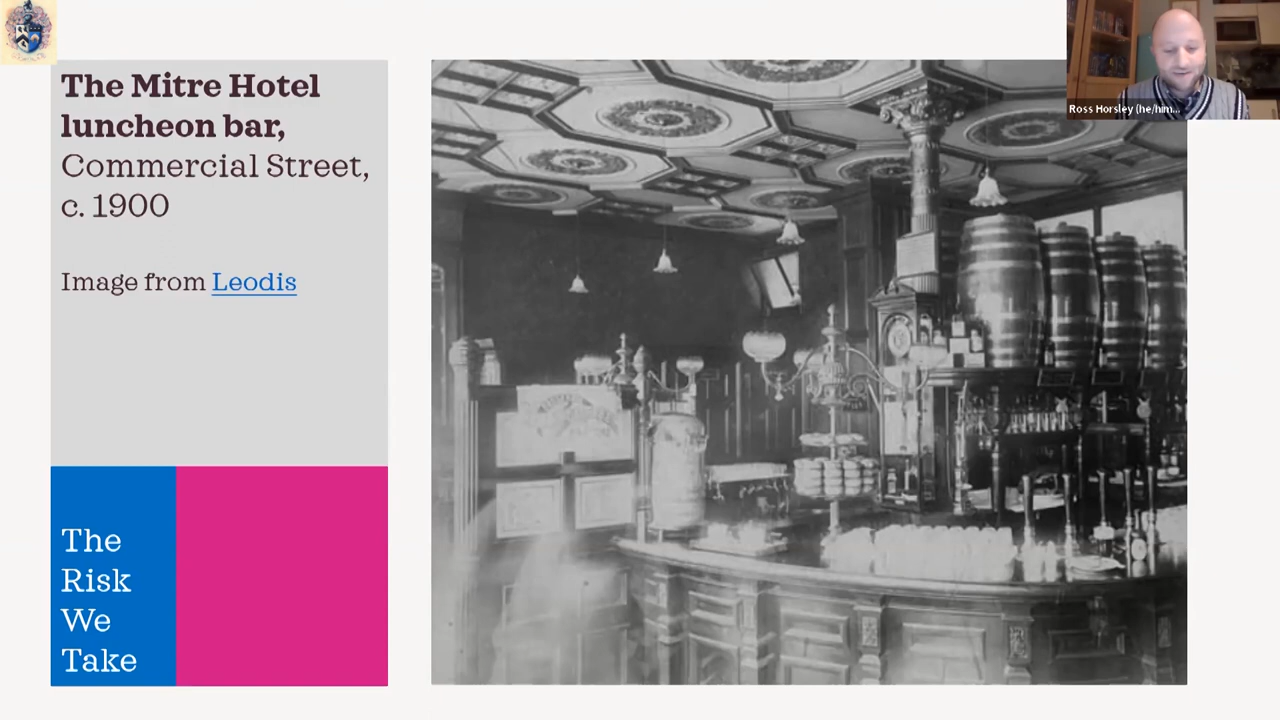 The Mitre Hotel
luncheon bar,
Commercial Street,
c. 1900
Image from Leodis
The
Risk
We
Take
Ross Horsley (he/him...